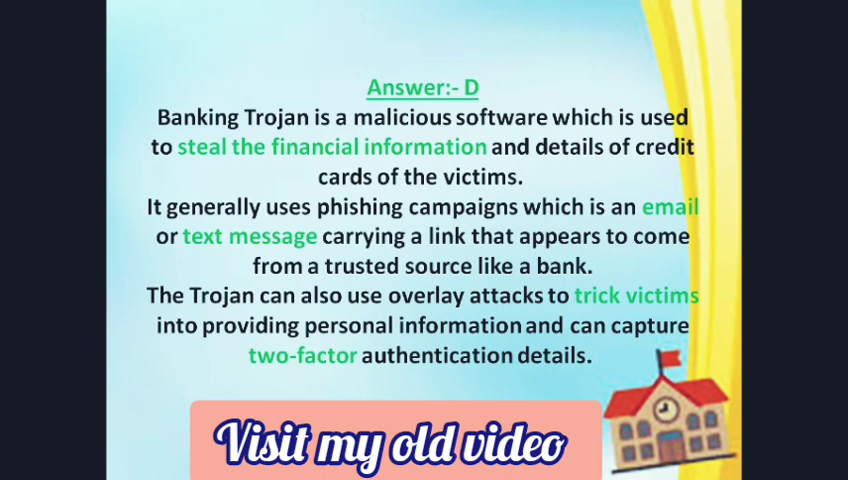 Answer:- D
Banking Trojan is a malicious software which is used
to steal the financial information and details of credit
cards of the victims.
It generally uses phishing campaigns which is an email
or text message carrying a link that appears to come
from a trusted source like a bank.
The Trojan can also use overlay attacks to trick victims
into providing personal information and can capture
two-factor authentication details.
Visit my old video